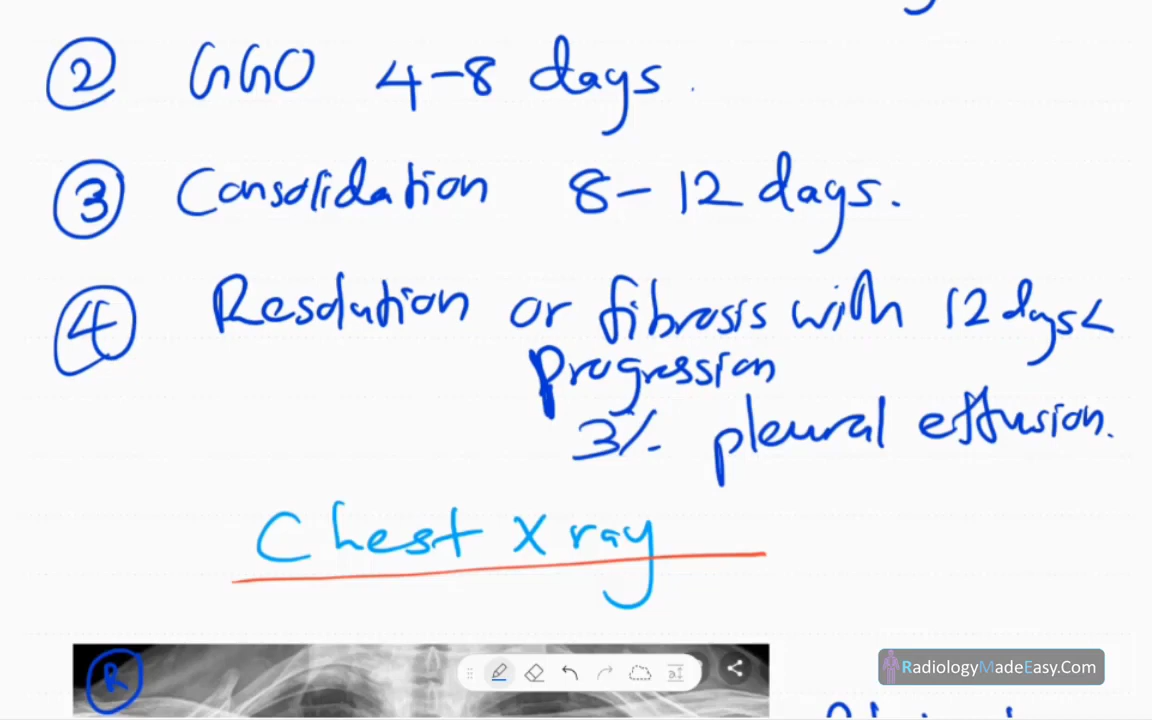 ② GGO 4-8 days.
③ Consolidation 8-12 days.
④ Resolution or fibrosis with 12 days<
progression
3% pleural effusion.
Chest X ray
R
RadiologyMadeEasy.Com